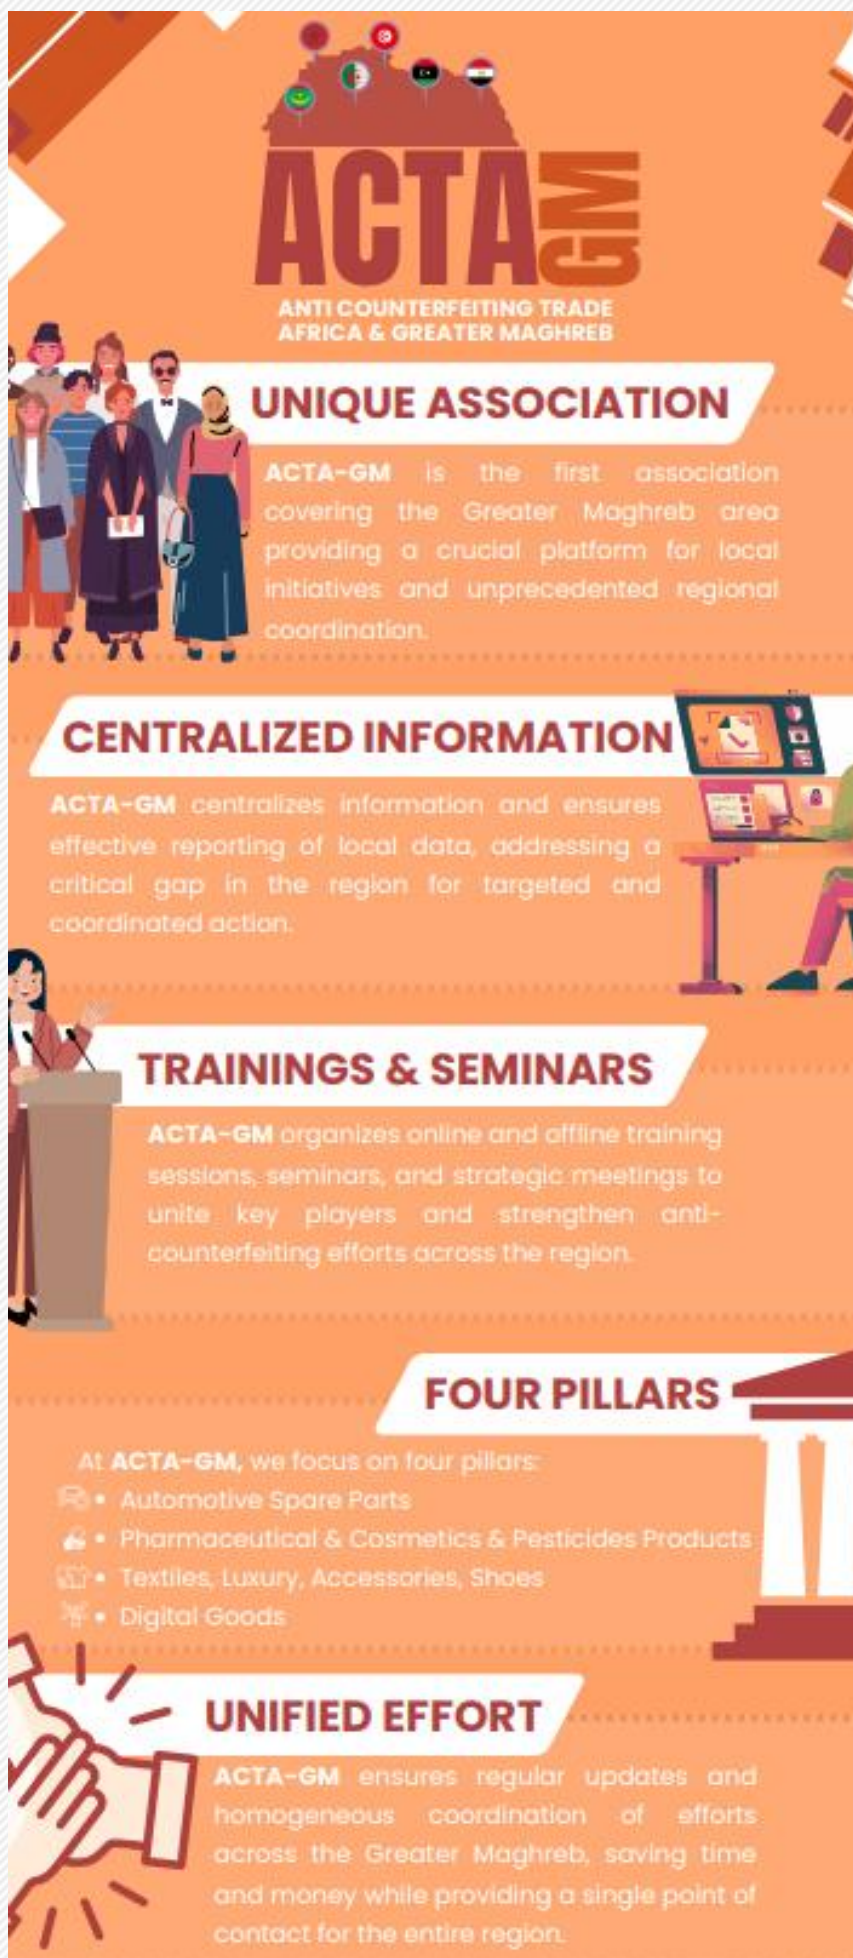 ACTA
GM
ANTI COUNTERFEITING TRADE
AFRICA & GREATER MAGHREB
UNIQUE ASSOCIATION
ACTA-GM is the first association
covering the Greater Maghreb area
providing a crucial platform for local
initiatives and unprecedented regional
coordination.
CENTRALIZED INFORMATION
ACTA-GM centralizes information and ensures
effective reporting of local data, addressing a
critical gap in the region for targeted and
coordinated action.
TRAININGS & SEMINARS
ACTA-GM organizes online and offline training
sessions, seminars, and strategic meetings to
unite key players and strengthen anti-
counterfeiting efforts across the region.
FOUR PILLARS
At ACTA-GM, we focus on four pillars:
• Automotive Spare Parts
• Pharmaceutical & Cosmetics & Pesticides Products
• Textiles, Luxury, Accessories, Shoes
• Digital Goods
UNIFIED EFFORT
ACTA-GM ensures regular updates and
homogeneous coordination of efforts
across the Greater Maghreb, saving time
and money while providing a single point of
contact for the entire region.